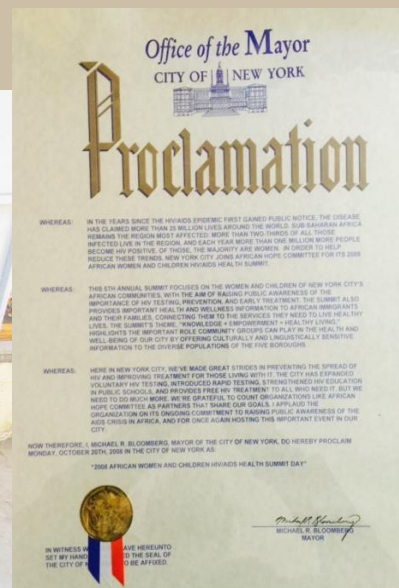 Office of the Mayor
CITY OF NEW YORK
Proclamation
WHEREAS: IN THE YEARS SINCE THE HIV/AIDS EPIDEMIC FIRST GAINED PUBLIC NOTICE, THE DISEASE
HAS CLAIMED MORE THAN 25 MILLION LIVES AROUND THE WORLD. SUB-SAHARAN AFRICA
REMAINS THE REGION MOST AFFECTED. MORE THAN TWO-THIRDS OF ALL THOSE
INFECTED LIVE IN THE REGION, AND EACH YEAR MORE THAN ONE MILLION MORE PEOPLE
BECOME HIV POSITIVE. OF THOSE, THE MAJORITY ARE WOMEN. IN ORDER TO HELP
REDUCE THESE TRENDS, NEW YORK CITY JOINS AFRICAN HOPE COMMITTEE FOR ITS 2008
AFRICAN WOMEN AND CHILDREN HIV/AIDS HEALTH SUMMIT.
WHEREAS: THIS 5TH ANNUAL SUMMIT FOCUSES ON THE WOMEN AND CHILDREN OF NEW YORK CITY'S
AFRICAN COMMUNITIES, WITH THE AIM OF RAISING PUBLIC AWARENESS OF THE
IMPORTANCE OF HIV TESTING, PREVENTION, AND EARLY TREATMENT. THE SUMMIT ALSO
PROVIDES IMPORTANT HEALTH AND WELLNESS INFORMATION TO AFRICAN IMMIGRANTS
AND THEIR FAMILIES, CONNECTING THEM TO THE SERVICES THEY NEED TO LIVE HEALTHY
LIVES. THE SUMMIT'S THEME, "KNOWLEDGE + EMPOWERMENT = HEALTHY LIVING,"
HIGHLIGHTS THE IMPORTANT ROLE COMMUNITY GROUPS CAN PLAY IN THE HEALTH AND
WELL-BEING OF OUR CITY BY OFFERING CULTURALLY AND LINGUISTICALLY SENSITIVE
INFORMATION TO THE DIVERSE POPULATIONS OF THE FIVE BOROUGHS.
WHEREAS: HERE IN NEW YORK CITY, WE'VE MADE GREAT STRIDES IN PREVENTING THE SPREAD OF
HIV AND IMPROVING TREATMENT FOR THOSE LIVING WITH IT. THE CITY HAS EXPANDED
VOLUNTARY HIV TESTING, INTRODUCED RAPID TESTING, STRENGTHENED HIV EDUCATION
IN PUBLIC SCHOOLS, AND PROVIDES FREE HIV TREATMENT TO ALL WHO NEED IT, BUT WE
NEED TO DO MUCH MORE. WE ARE GRATEFUL TO COUNT ORGANIZATIONS LIKE AFRICAN
HOPE COMMITTEE AS PARTNERS THAT SHARE OUR GOALS. I APPLAUD THE
ORGANIZATION ON ITS ONGOING COMMITMENT TO RAISING PUBLIC AWARENESS OF THE
AIDS CRISIS IN AFRICA, AND FOR ONCE AGAIN HOSTING THIS IMPORTANT EVENT IN OUR
CITY.
NOW THEREFORE, I, MICHAEL R. BLOOMBERG, MAYOR OF THE CITY OF NEW YORK, DO HEREBY PROCLAIM
MONDAY, OCTOBER 20TH, 2008 IN THE CITY OF NEW YORK AS:
"2008 AFRICAN WOMEN AND CHILDREN HIV/AIDS HEALTH SUMMIT DAY"
MICHAEL R. BLOOMBERG
MAYOR
IN WITNESS AVE HEREUNTO
SET MY HAND ED THE SEAL OF
THE CITY OF O BE AFFIXED.